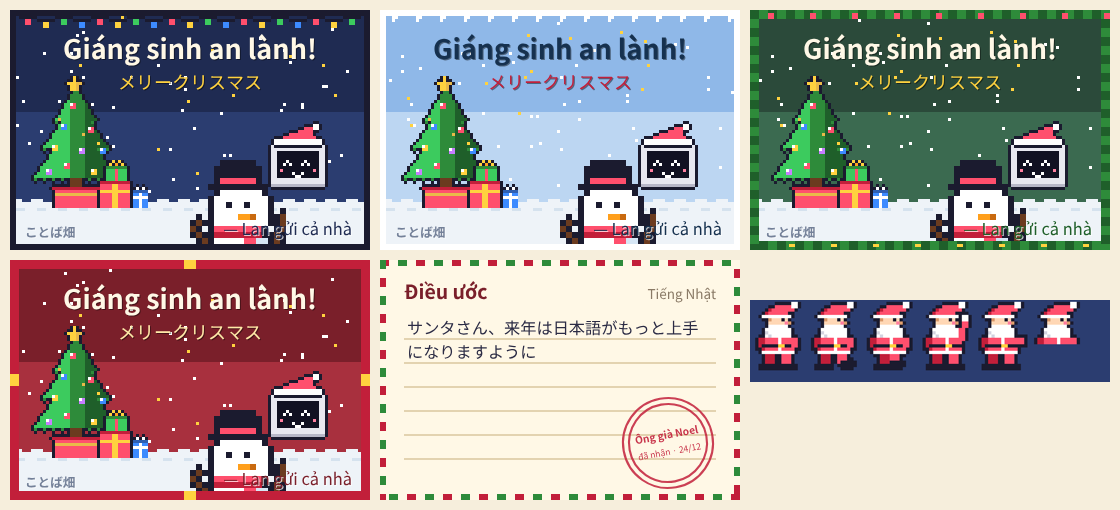 Giáng sinh an lành!
メリークリスマス
ことば畑
— Lan gửi cả nhà
Giáng sinh an lành!
メリークリスマス
ことば畑
— Lan gửi cả nhà
Giáng sinh an lành!
メリークリスマス
ことば畑
— Lan gửi cả nhà
Giáng sinh an lành!
メリークリスマス
ことば畑
— Lan gửi cả nhà
Điều ước
Tiếng Nhật
サンタさん、来年は日本語がもっと上手
になりますように
Ông già Noel
đã nhận · 24/12